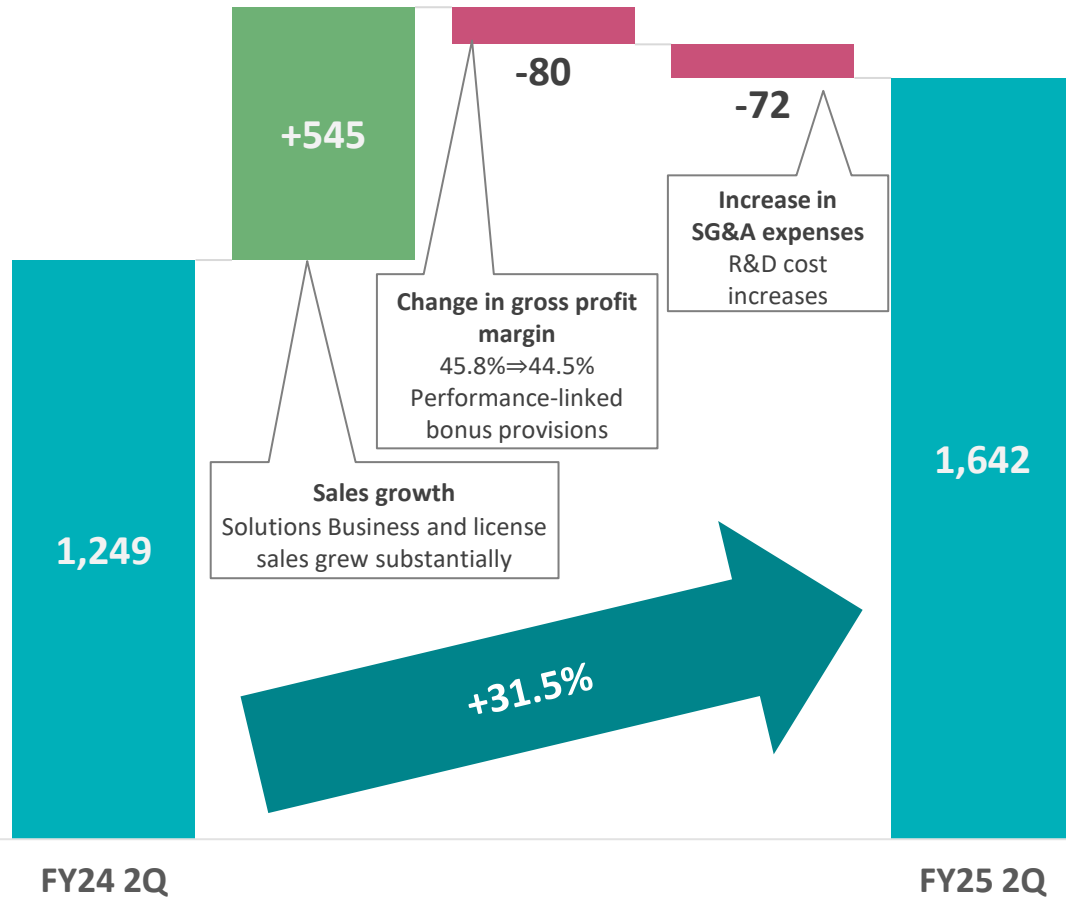 -80
-72
+545
Increase in
SG&A expenses
R&D cost
increases
Change in gross profit
margin
45.8%⇒44.5%
Performance-linked
bonus provisions
1,642
Sales growth
Solutions Business and license
sales grew substantially
1,249
+31.5%
FY24 2Q
FY25 2Q